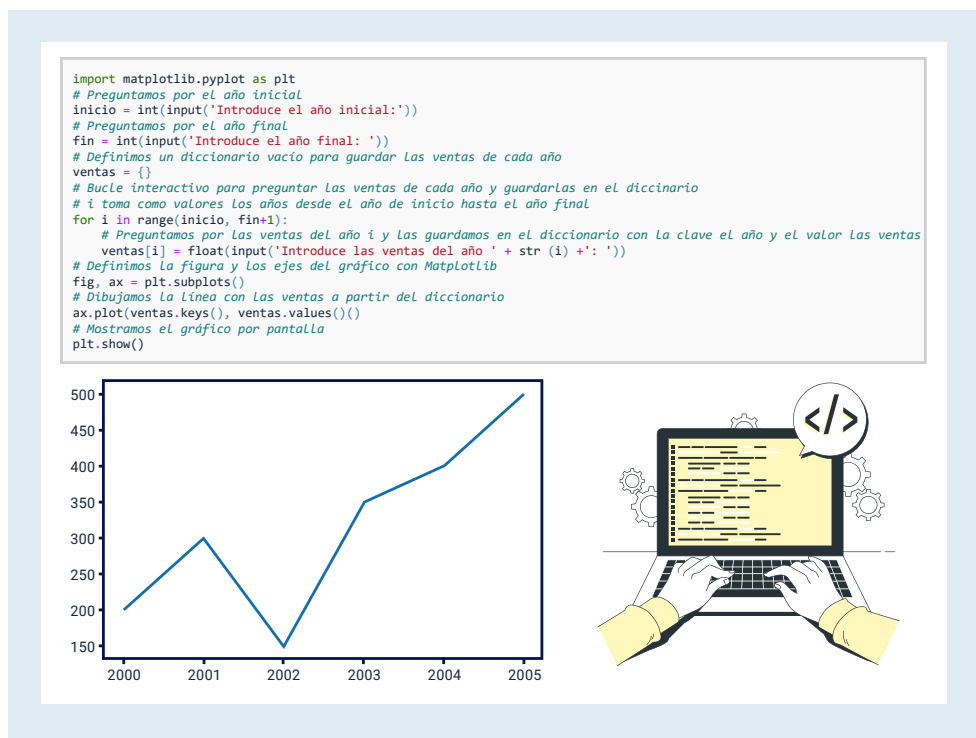 import matplotlib.pyplot as plt
# Preguntamos por el año inicial
inicio = int(input('Introduce el año inicial:'))
# Preguntamos por el año final
fin = int(input('Introduce el año final: '))
# Definimos un diccionario vacío para guardar las ventas de cada año
ventas = {}
# Bucle interactivo para preguntar las ventas de cada año y guardarlas en el diccinario
# i toma como valores los años desde el año de inicio hasta el año final
for i in range(inicio, fin+1):
    # Preguntamos por las ventas del año i y las guardamos en el diccionario con la clave el año y el valor las ventas
    ventas[i] = float(input('Introduce las ventas del año ' + str (i) +': '))
# Definimos la figura y los ejes del gráfico con Matplotlib
fig, ax = plt.subplots()
# Dibujamos la línea con las ventas a partir del diccionario
ax.plot(ventas.keys(), ventas.values()()
# Mostramos el gráfico por pantalla
plt.show()
500
450
400
350
300
250
200
150
2000 2001 2002 2003 2004 2005
</>